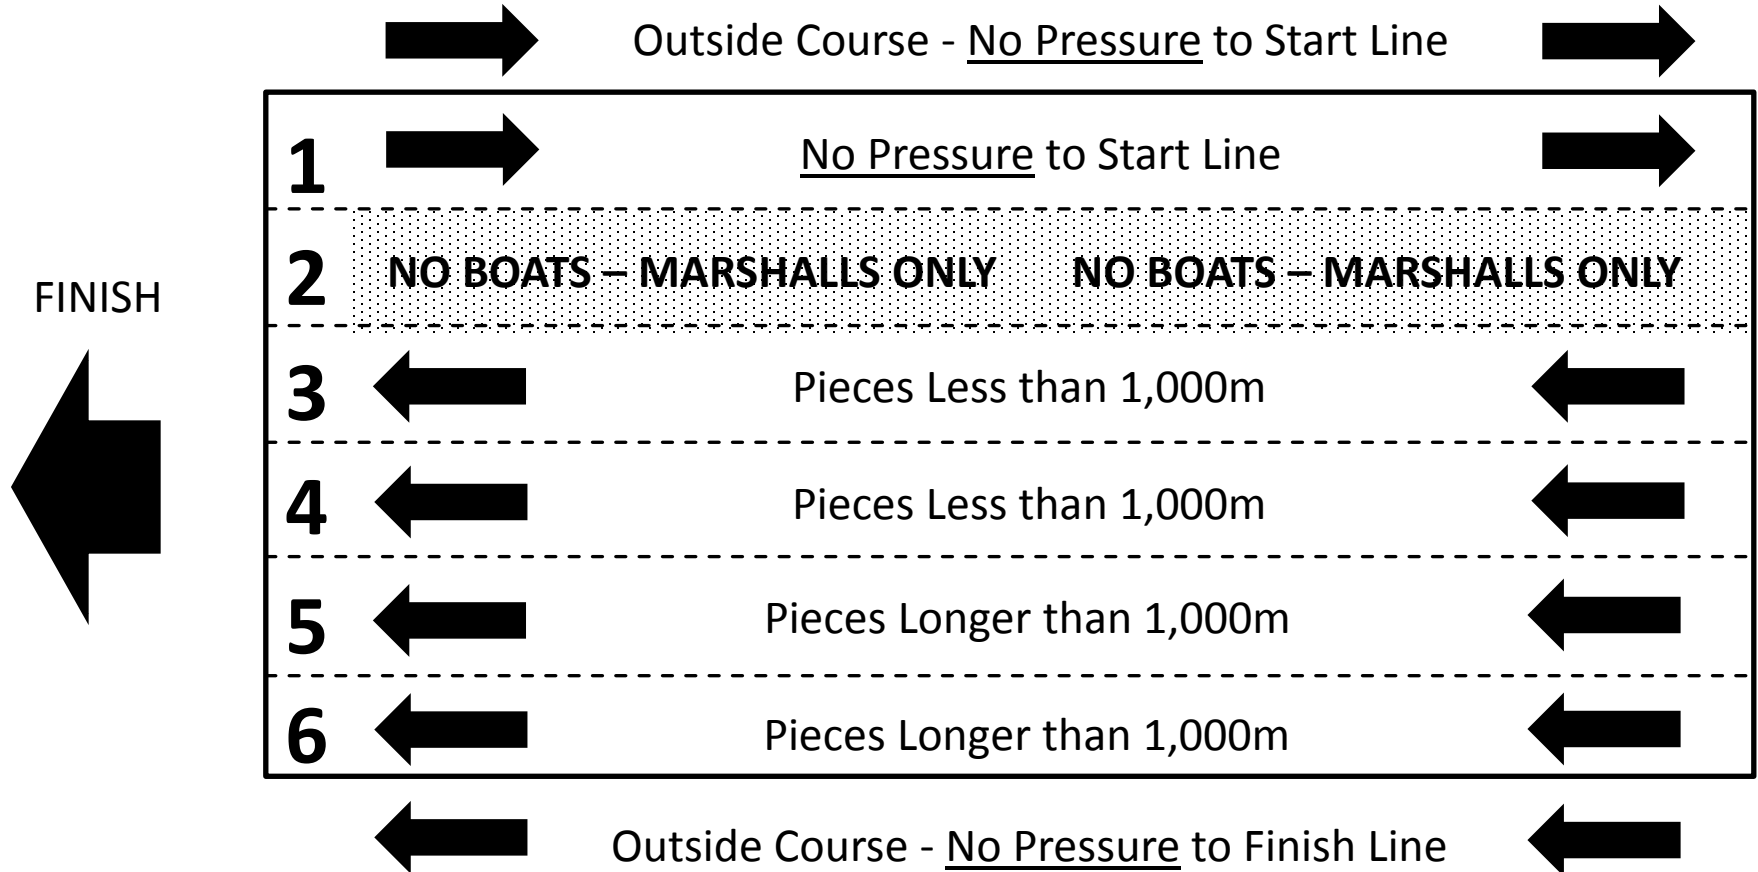 Outside Course - No Pressure to Start Line
1 No Pressure to Start Line
2 NO BOATS – MARSHALLS ONLY NO BOATS – MARSHALLS ONLY
FINISH
3 Pieces Less than 1,000m
4 Pieces Less than 1,000m
5 Pieces Longer than 1,000m
6 Pieces Longer than 1,000m
Outside Course - No Pressure to Finish Line